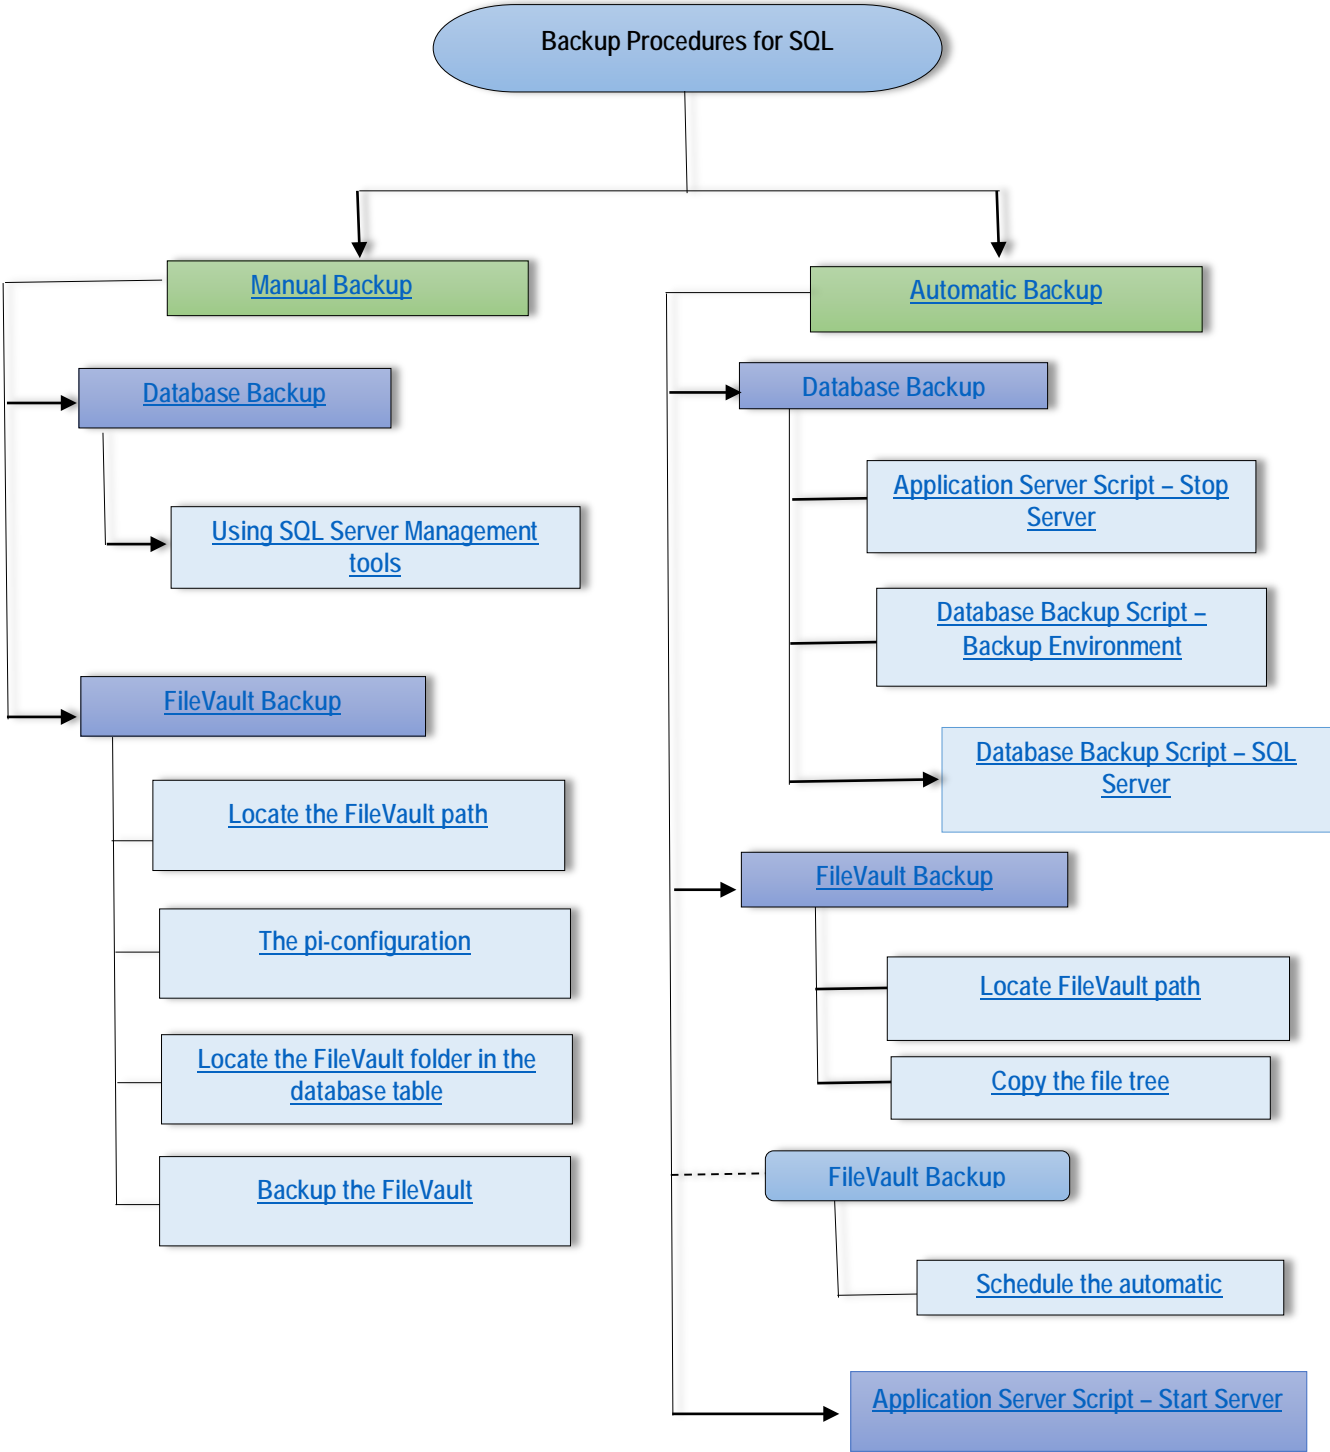 Backup Procedures for SQL
Manual Backup
Database Backup
Using SQL Server Management
tools
FileVault Backup
Locate the FileVault path
The pi-configuration
Locate the FileVault folder in the
database table
Backup the FileVault
Automatic Backup
Database Backup
Application Server Script – Stop
Server
Database Backup Script –
Backup Environment
Database Backup Script – SQL
Server
FileVault Backup
Locate FileVault path
Copy the file tree
FileVault Backup
Schedule the automatic
Application Server Script – Start Server